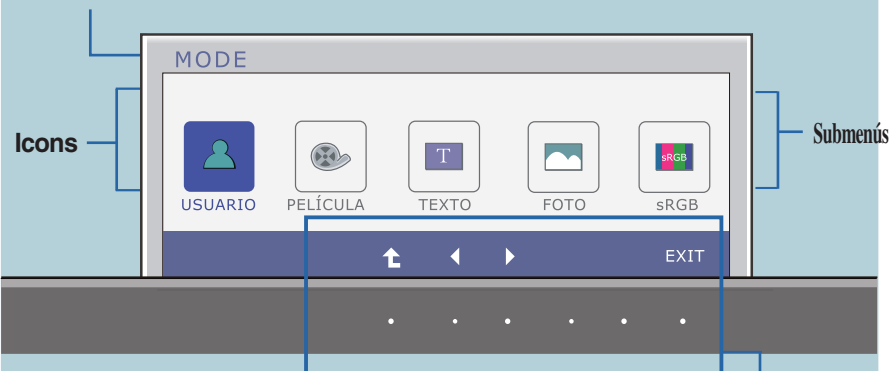 MODE
Icons
Submenús
T
sRGB
USUARIO PELÍCULA TEXTO FOTO sRGB
EXIT